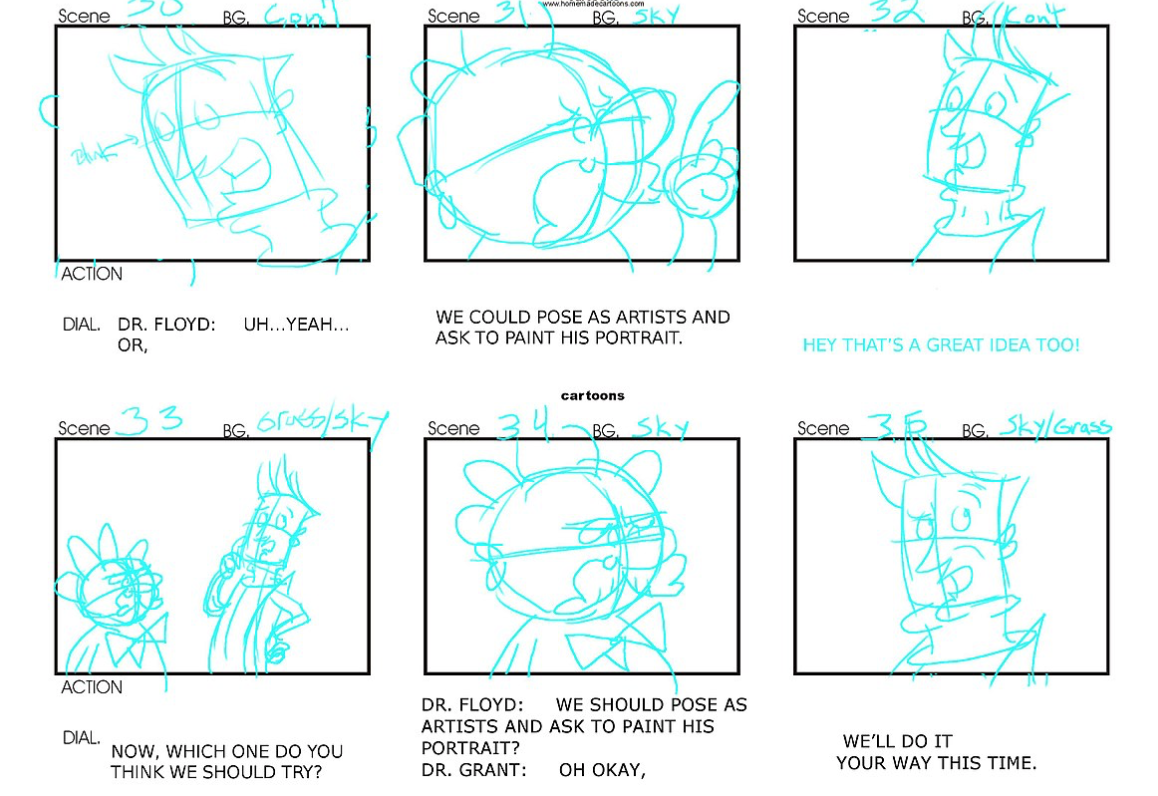 www.homemadecartoons.com
Scene 30 BG. Cont
Scene 31 BG. SKY
Scene 32 BG. Kont
Blink
ACTION
DIAL. DR. FLOYD: UH...YEAH...
OR,
WE COULD POSE AS ARTISTS AND
ASK TO PAINT HIS PORTRAIT.
HEY THAT'S A GREAT IDEA TOO!
cartoons
Scene 33 BG. Grass/SKY
Scene 34 BG. SKY
Scene 35 BG. Sky/Grass
ACTION
DIAL.
NOW, WHICH ONE DO YOU
THINK WE SHOULD TRY?
DR. FLOYD: WE SHOULD POSE AS
ARTISTS AND ASK TO PAINT HIS
PORTRAIT?
DR. GRANT: OH OKAY,
WE'LL DO IT
YOUR WAY THIS TIME.